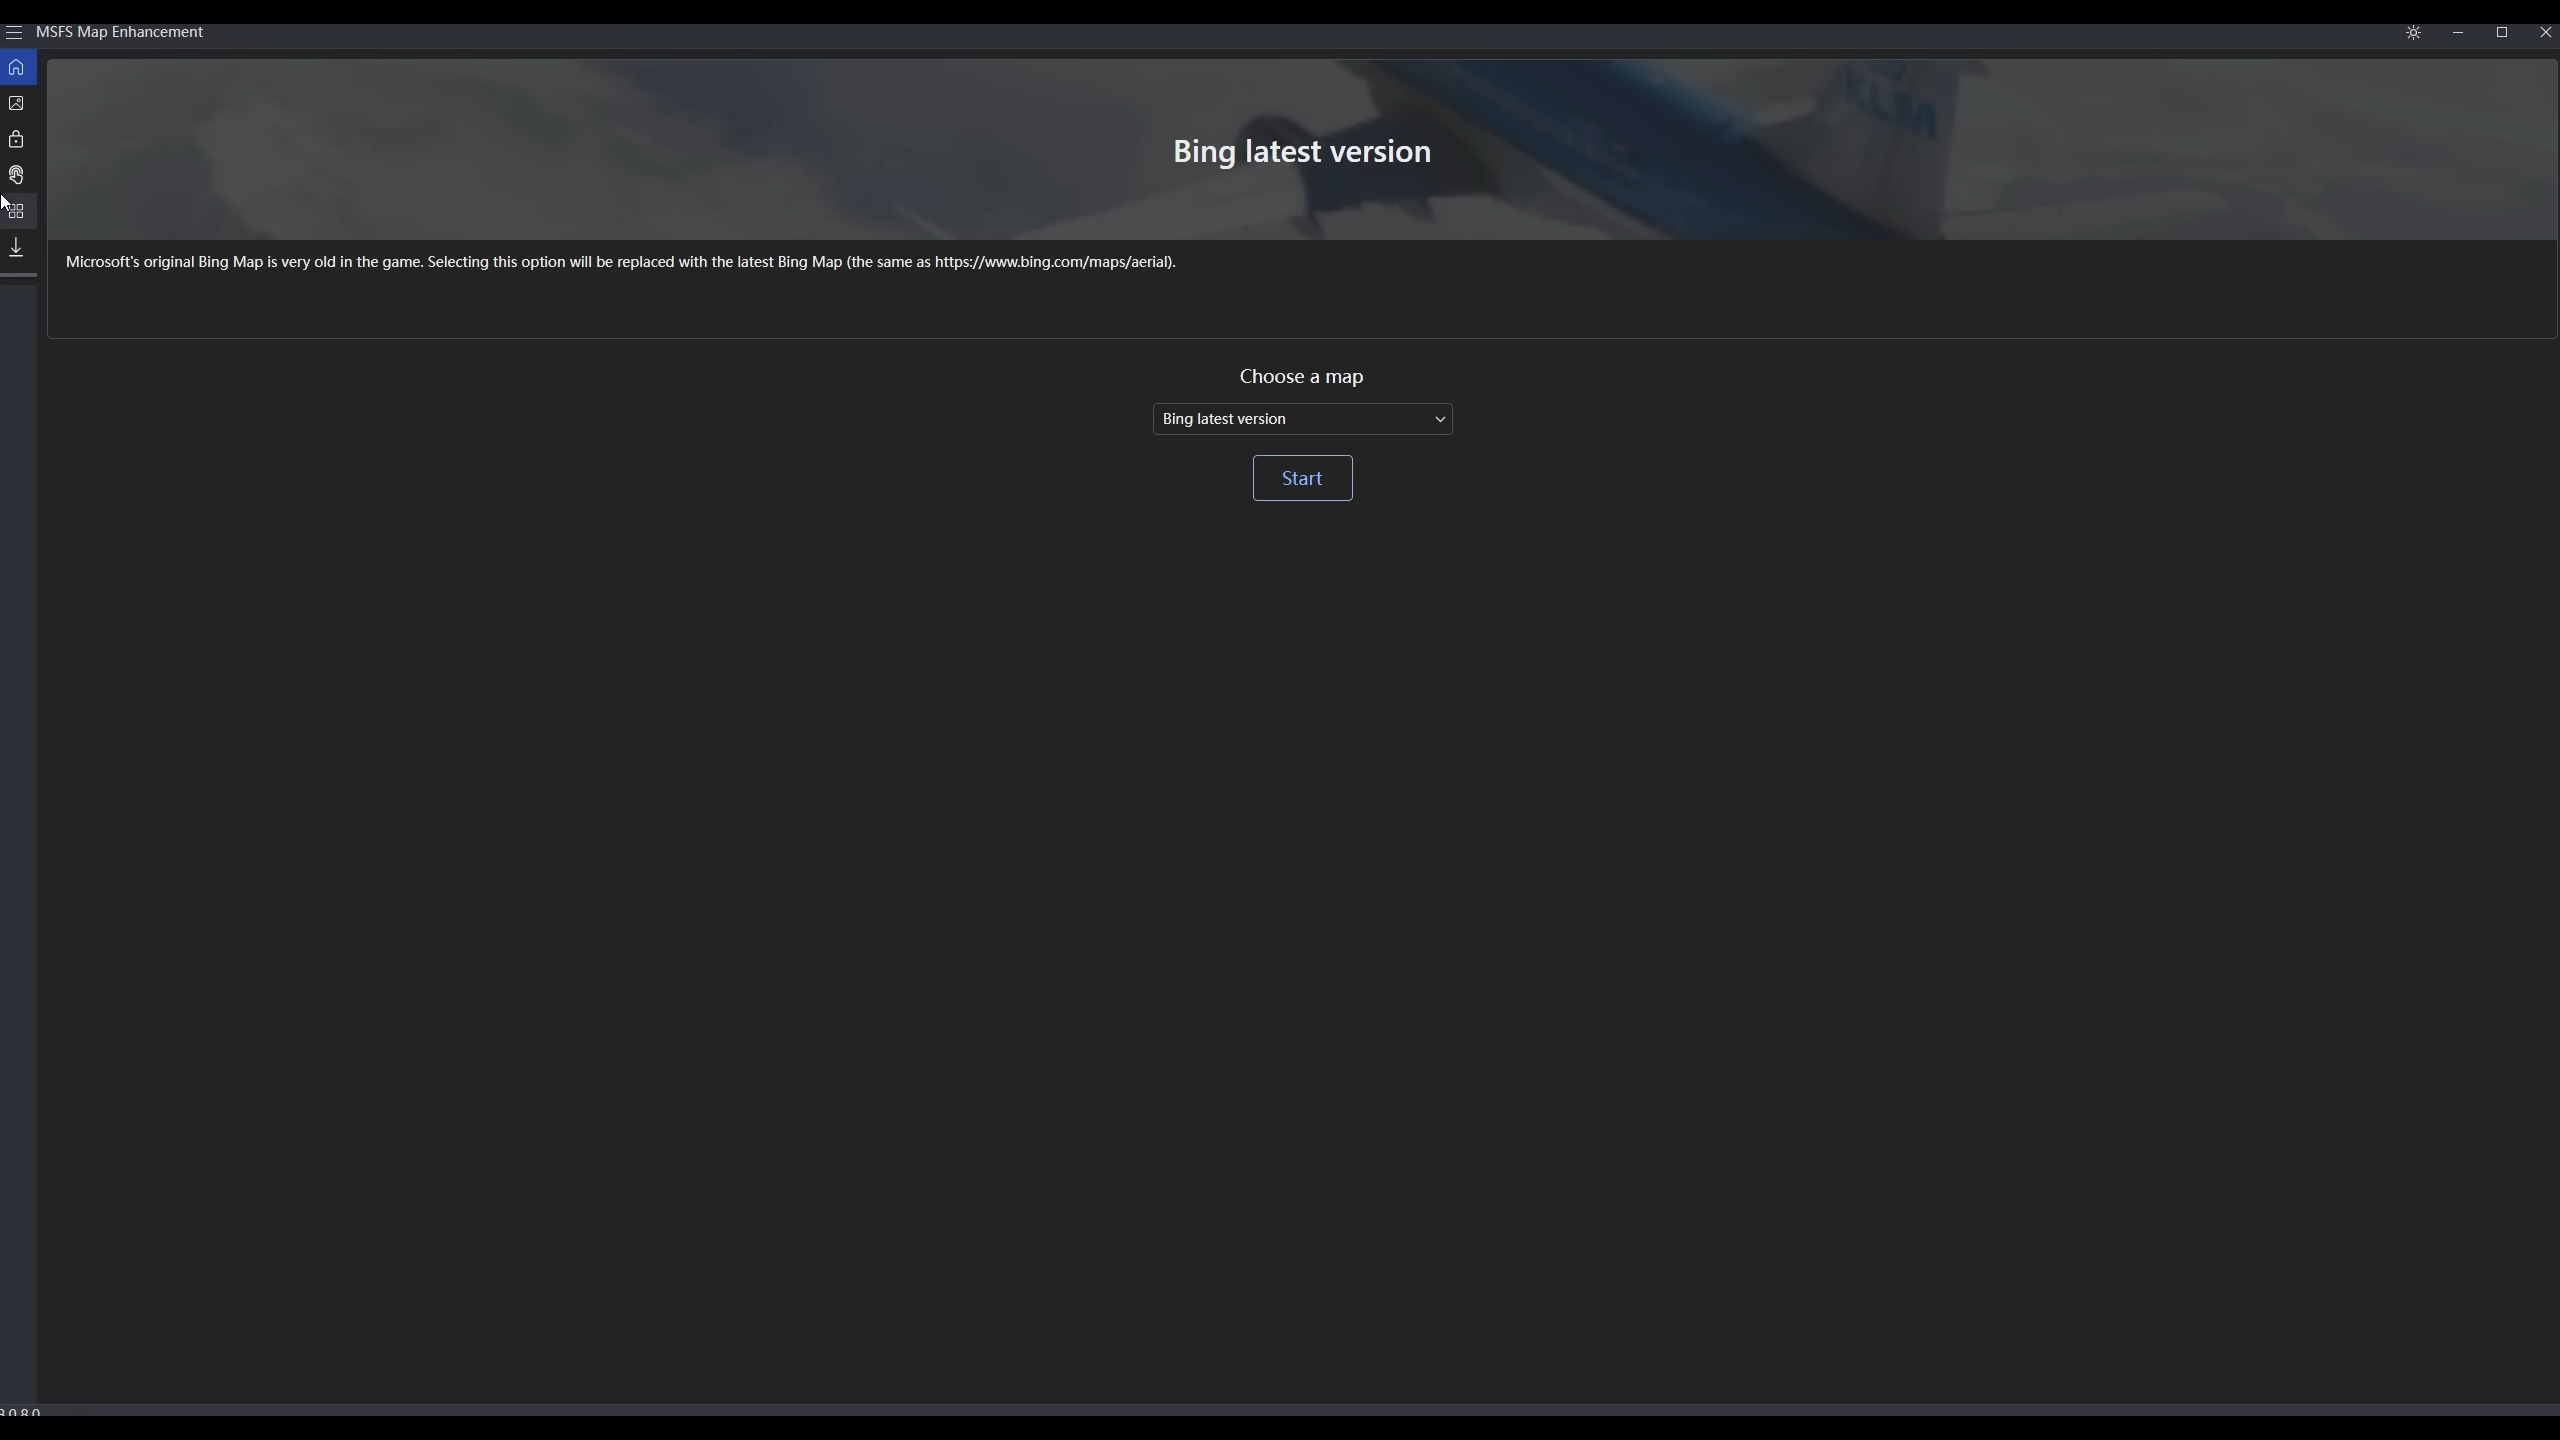 MSFS Map Enhancement
KLM
Bing latest version
Microsoft's original Bing Map is very old in the game. Selecting this option will be replaced with the latest Bing Map (the same as https://www.bing.com/maps/aerial).
Choose a map
Bing latest version
Start